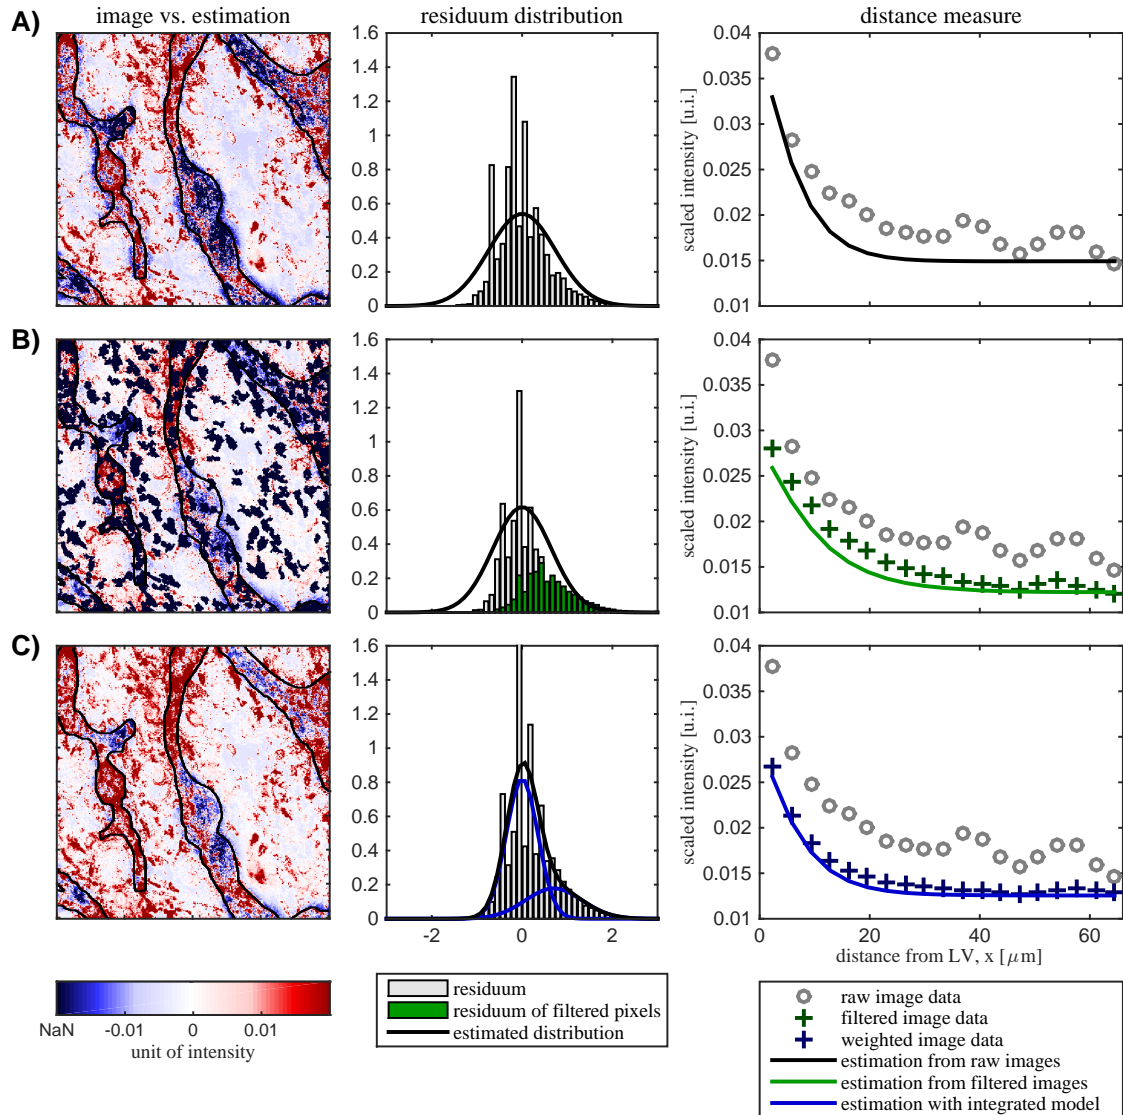 image vs. estimation
residuum distribution
distance measure
A)
1.6
1.4
1.2
1
0.8
0.6
0.4
0.2
0
scaled intensity [u.i.]
0.04
0.035
0.03
0.025
0.02
0.015
0.01
B)
1.6
1.4
1.2
1
0.8
0.6
0.4
0.2
0
scaled intensity [u.i.]
0.04
0.035
0.03
0.025
0.02
0.015
0.01
C)
1.6
1.4
1.2
1
0.8
0.6
0.4
0.2
0
-2 0 2
scaled intensity [u.i.]
0.04
0.035
0.03
0.025
0.02
0.015
0.01
0 20 40 60
distance from LV, x [μm]
NaN -0.01 0 0.01
unit of intensity
residuum
residuum of filtered pixels
estimated distribution
raw image data
filtered image data
weighted image data
estimation from raw images
estimation from filtered images
estimation with integrated model